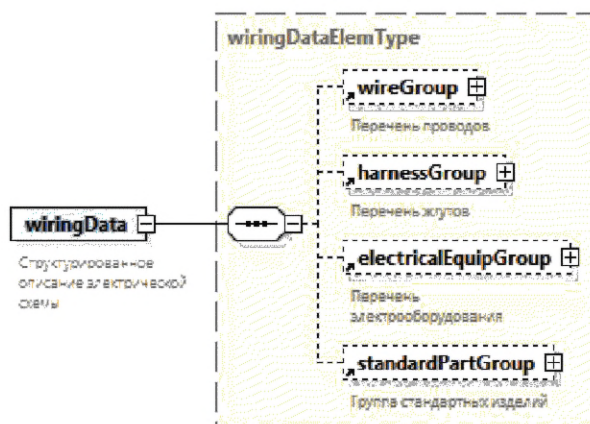 wiringDataElemType
wireGroup
Перечень проводов
harnessGroup
Перечень жгутов
wiringData
Структурированное
описание электрической
схемы
electricalEquipGroup
Перечень
электрооборудования
standardPartGroup
Группа стандартных изделий